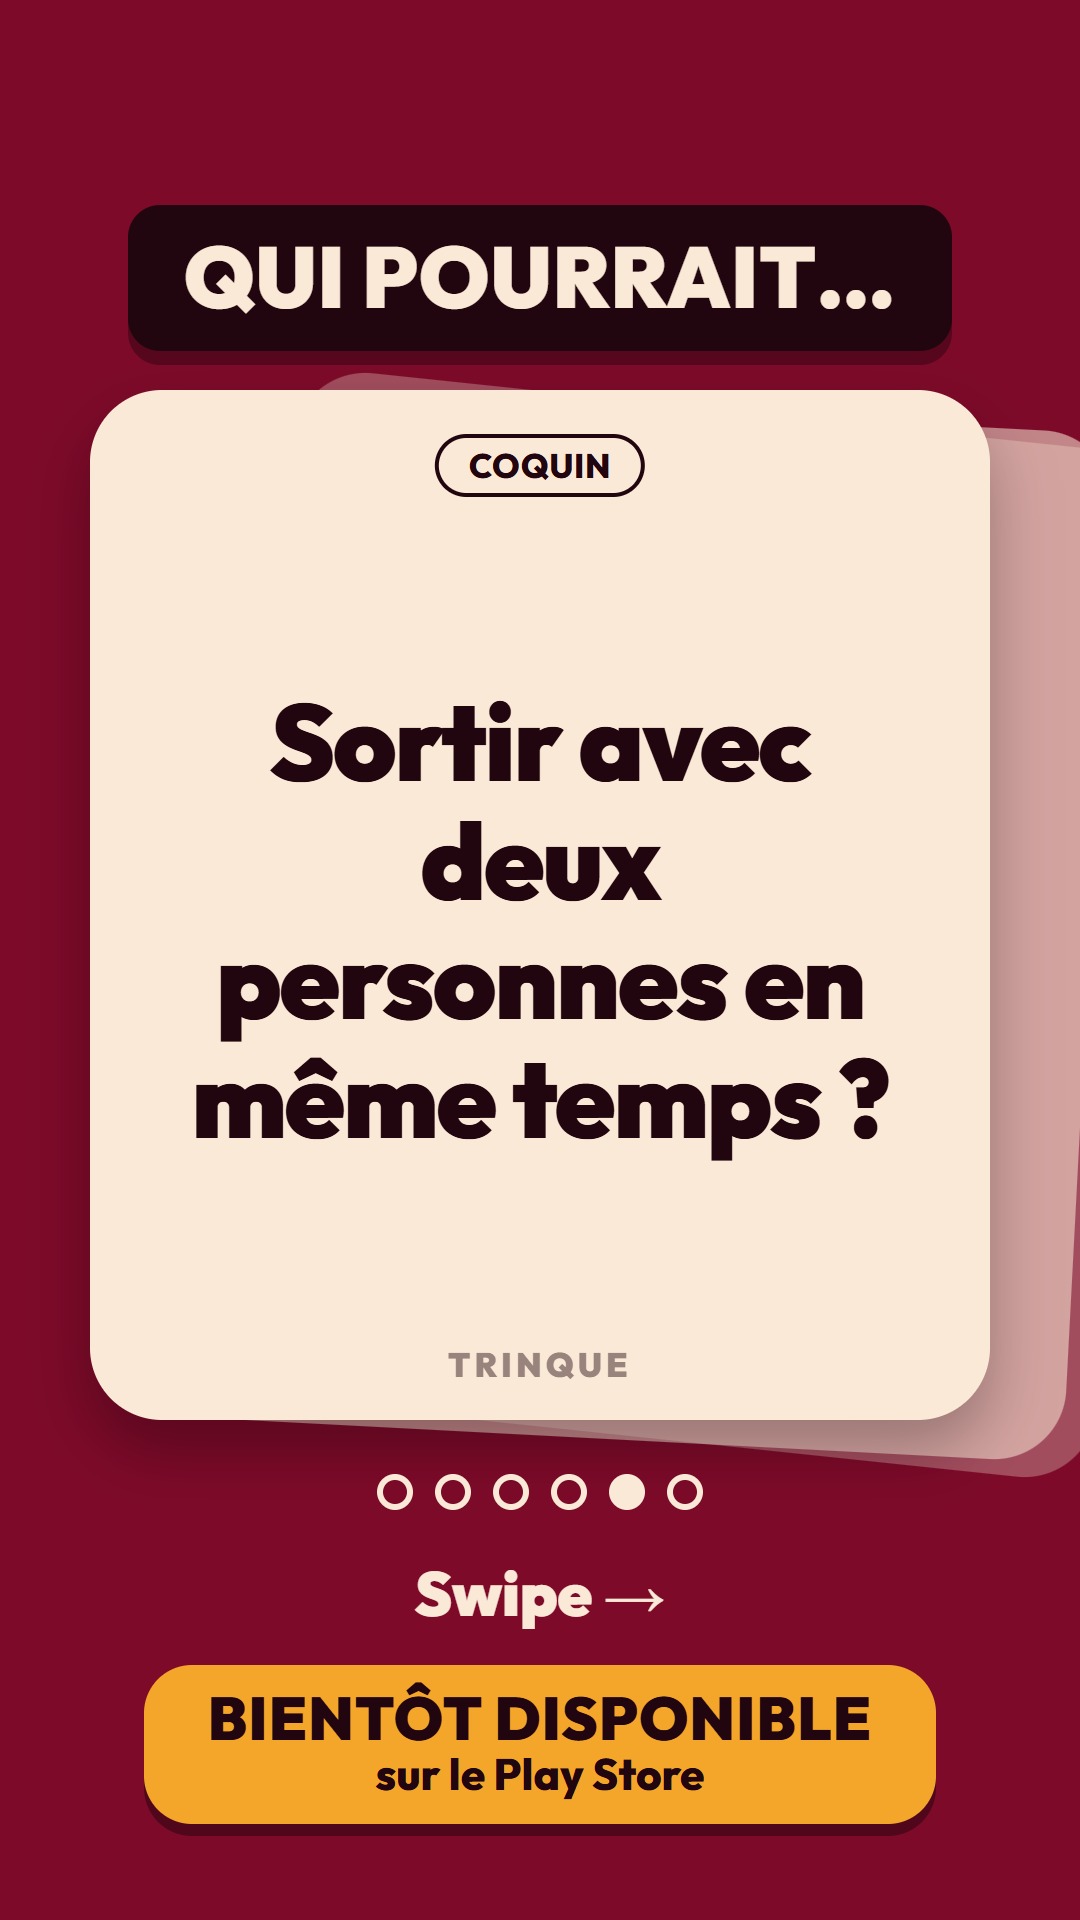 QUI POURRAIT...
COQUIN
Sortir avec
deux
personnes en
même temps ?
TRINQUE
Swipe →
BIENTÔT DISPONIBLE
sur le Play Store